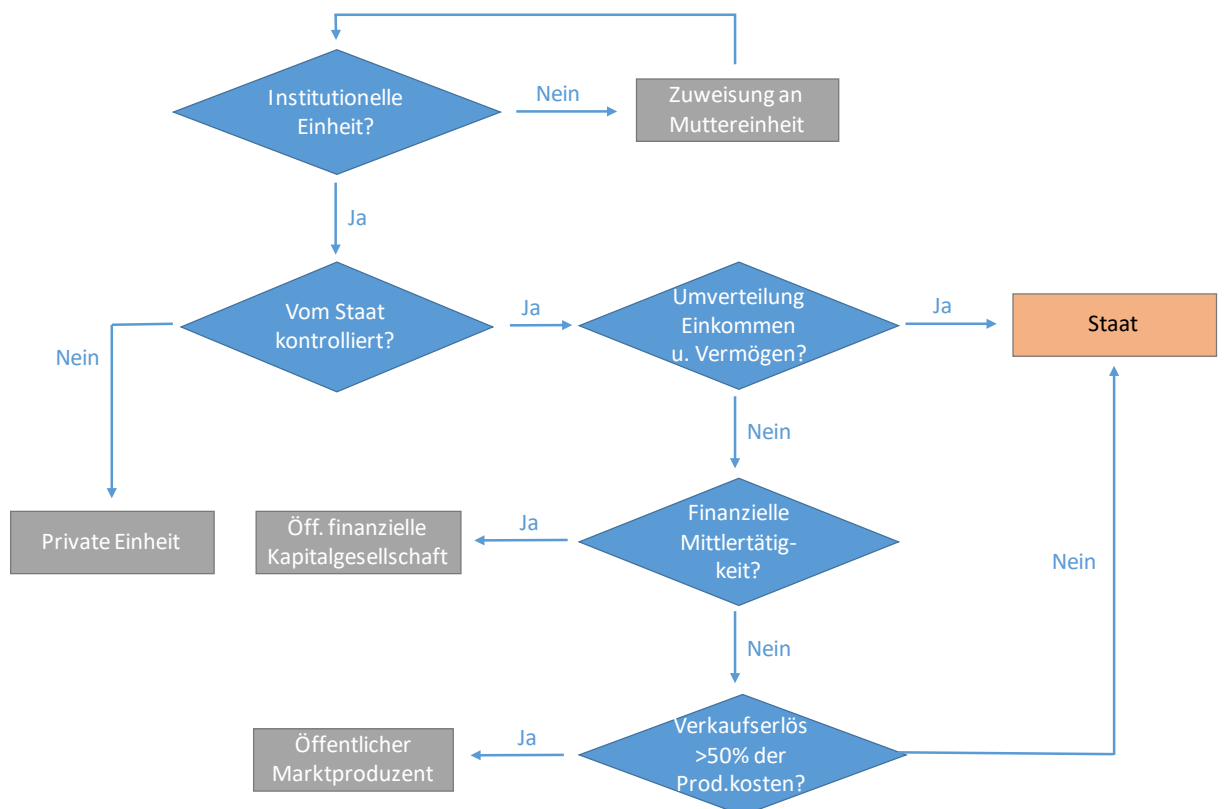 Institutionelle
Einheit?
Nein
Zuweisung an
Muttereinheit
Ja
Vom Staat
kontrolliert?
Ja
Umverteilung
Einkommen
u. Vermögen?
Ja
Staat
Nein
Nein
Private Einheit
Öff. finanzielle
Kapitalgesellschaft
Ja
Finanzielle
Mittlertätig-
keit?
Nein
Nein
Öffentlicher
Marktproduzent
Ja
Verkaufserlös
>50% der
Prod.kosten?